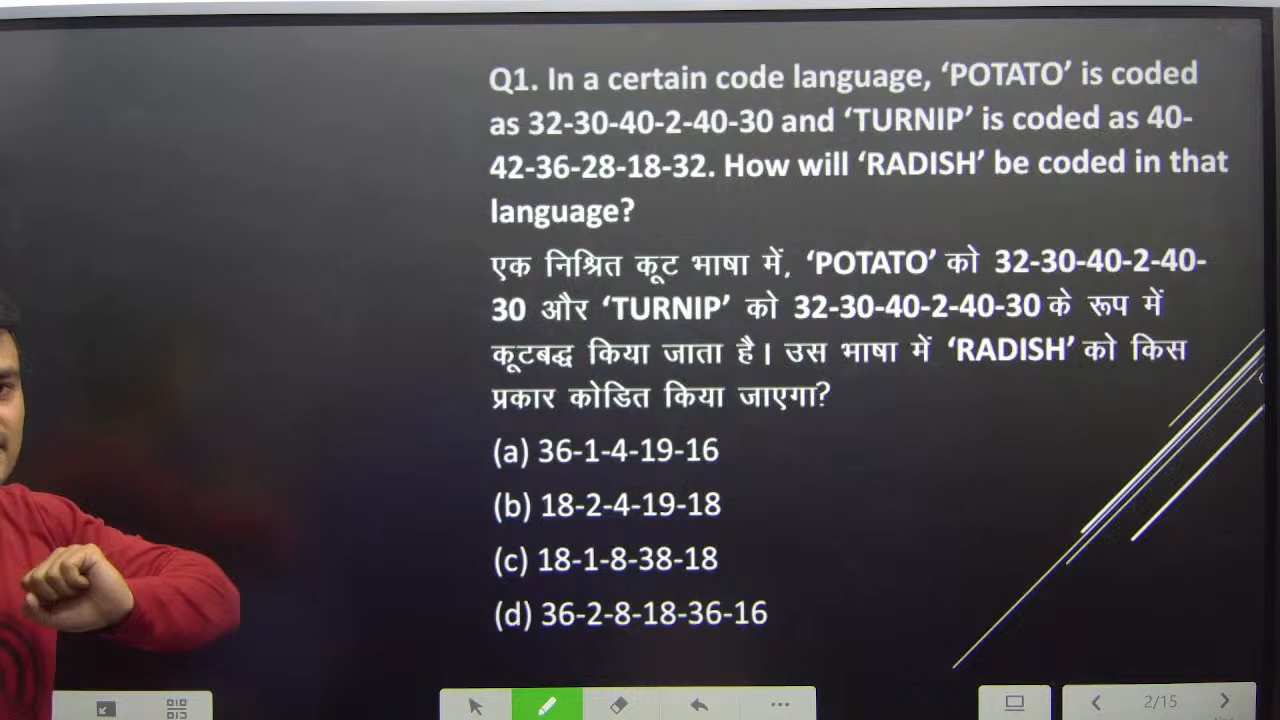 Q1. In a certain code language, ‘POTATO’ is coded
as 32-30-40-2-40-30 and ‘TURNIP’ is coded as 40-
42-36-28-18-32. How will ‘RADISH’ be coded in that
language?
एक निश्रित कूट भाषा में, ‘POTATO’ को 32-30-40-2-40-
30 और ‘TURNIP’ को 32-30-40-2-40-30 के रूप में
कूटबद्ध किया जाता है। उस भाषा में ‘RADISH’ को किस
प्रकार कोडित किया जाएगा?
(a) 36-1-4-19-16
(b) 18-2-4-19-18
(c) 18-1-8-38-18
(d) 36-2-8-18-36-16
2/15